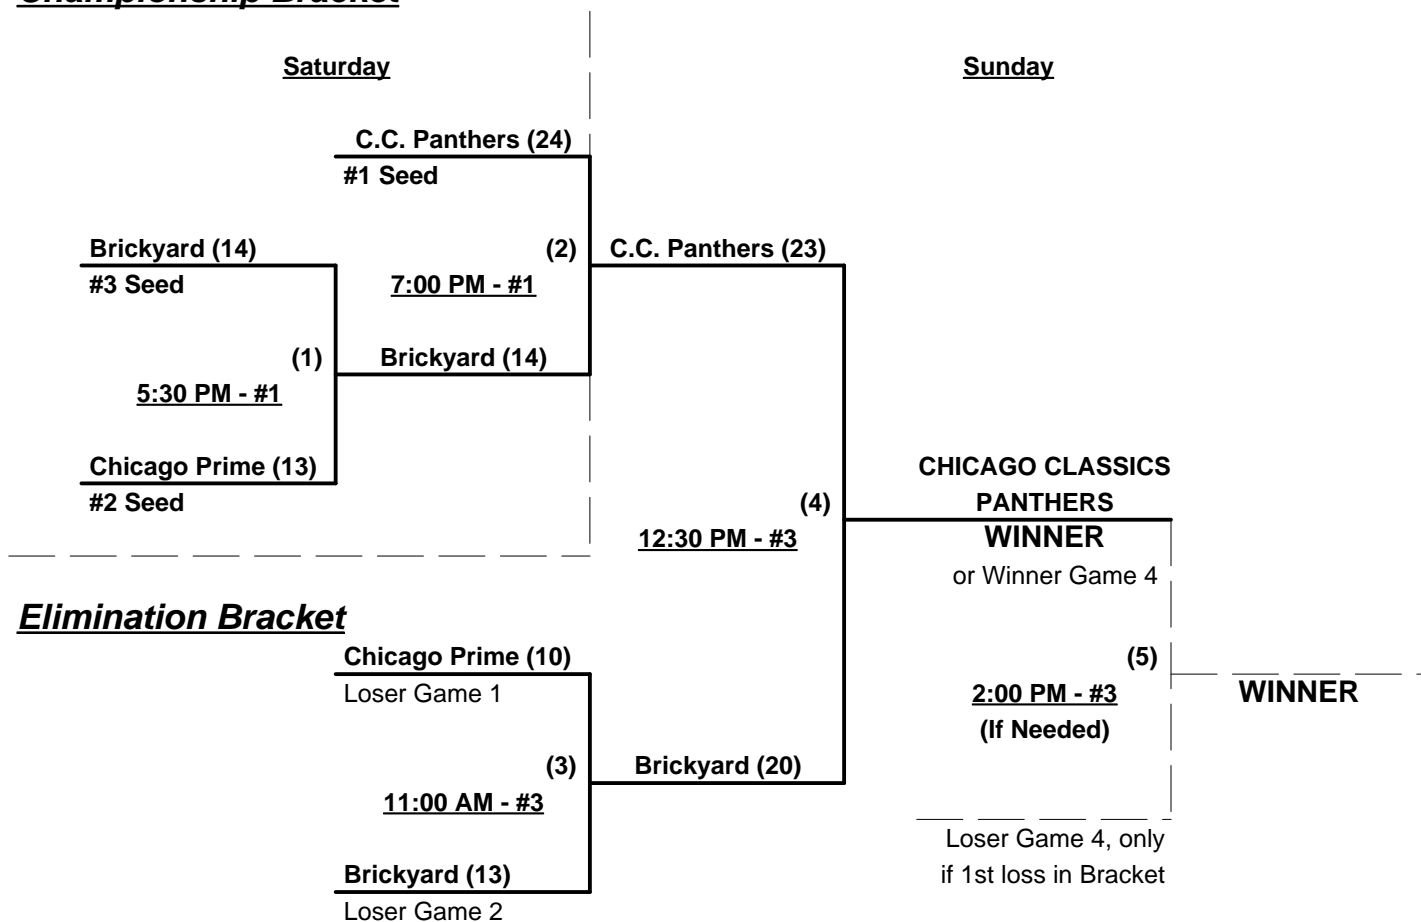 Championship Bracket
Saturday
Sunday
C.C. Panthers (24)
#1 Seed
Brickyard (14)
#3 Seed
(2)
7:00 PM - #1
C.C. Panthers (23)
(1)
5:30 PM - #1
Brickyard (14)
Chicago Prime (13)
#2 Seed
(4)
12:30 PM - #3
CHICAGO CLASSICS
PANTHERS
WINNER
or Winner Game 4
Elimination Bracket
Chicago Prime (10)
Loser Game 1
(3)
11:00 AM - #3
Brickyard (20)
Brickyard (13)
Loser Game 2
(5)
2:00 PM - #3
(If Needed)
WINNER
Loser Game 4, only
if 1st loss in Bracket